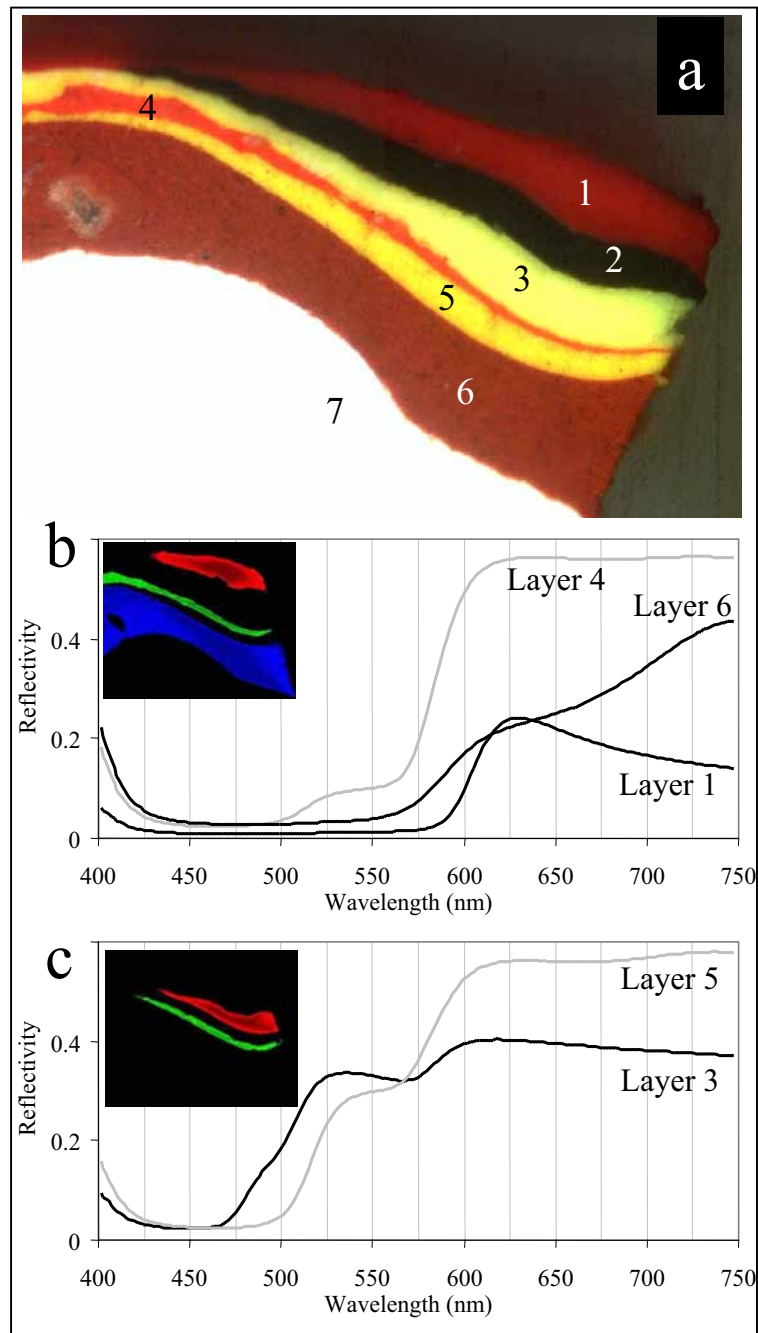 a
1
2
3
4
5
6
7
b
Layer 4
Layer 6
Layer 1
0.4
0.2
0
Reflectivity
400 450 500 550 600 650 700 750
Wavelength (nm)
c
Layer 5
Layer 3
0.4
0.2
0
Reflectivity
400 450 500 550 600 650 700 750
Wavelength (nm)